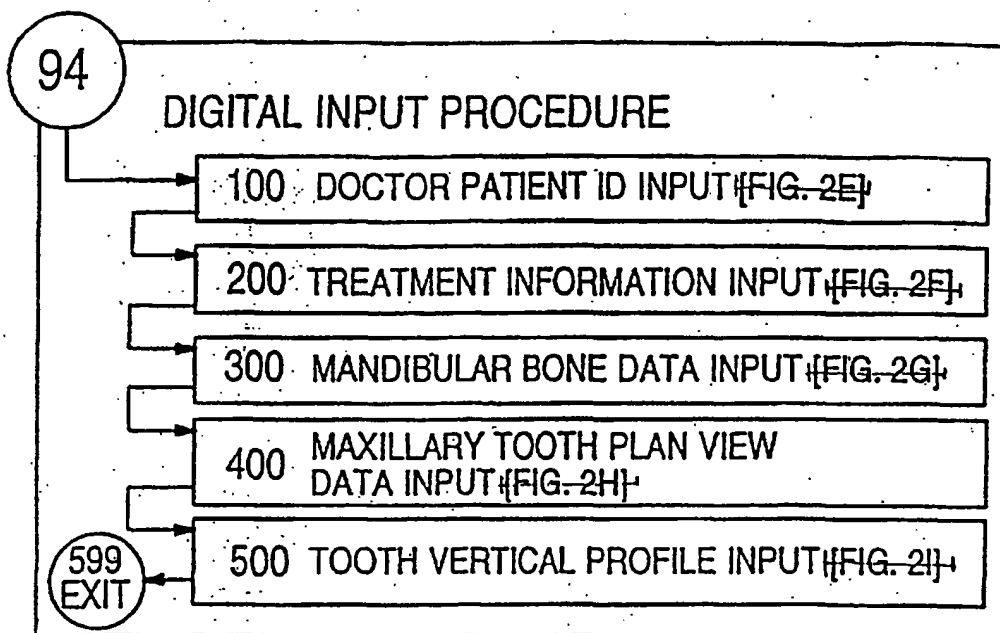 94
DIGITAL INPUT PROCEDURE
100 DOCTOR PATIENT ID INPUT {FIG. 2E}
200 TREATMENT INFORMATION INPUT {FIG. 2F}
300 MANDIBULAR BONE DATA INPUT {FIG. 2G}
400 MAXILLARY TOOTH PLAN VIEW
DATA INPUT {FIG. 2H}
500 TOOTH VERTICAL PROFILE INPUT {FIG. 2I}
599
EXIT